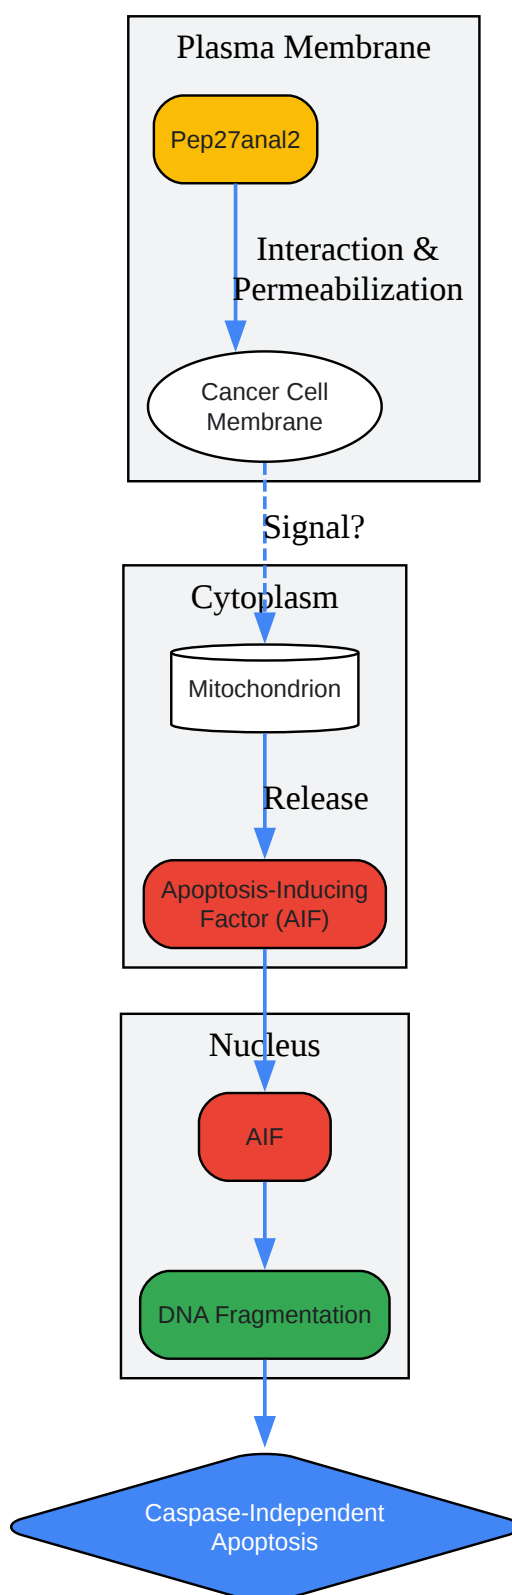 Plasma Membrane
Pep27anal2
Interaction &
Permeabilization
Cancer Cell
Membrane
Signal?
Cytoplasm
Mitochondrion
Release
Apoptosis-Inducing
Factor (AIF)
Nucleus
AIF
DNA Fragmentation
Caspase-Independent
Apoptosis